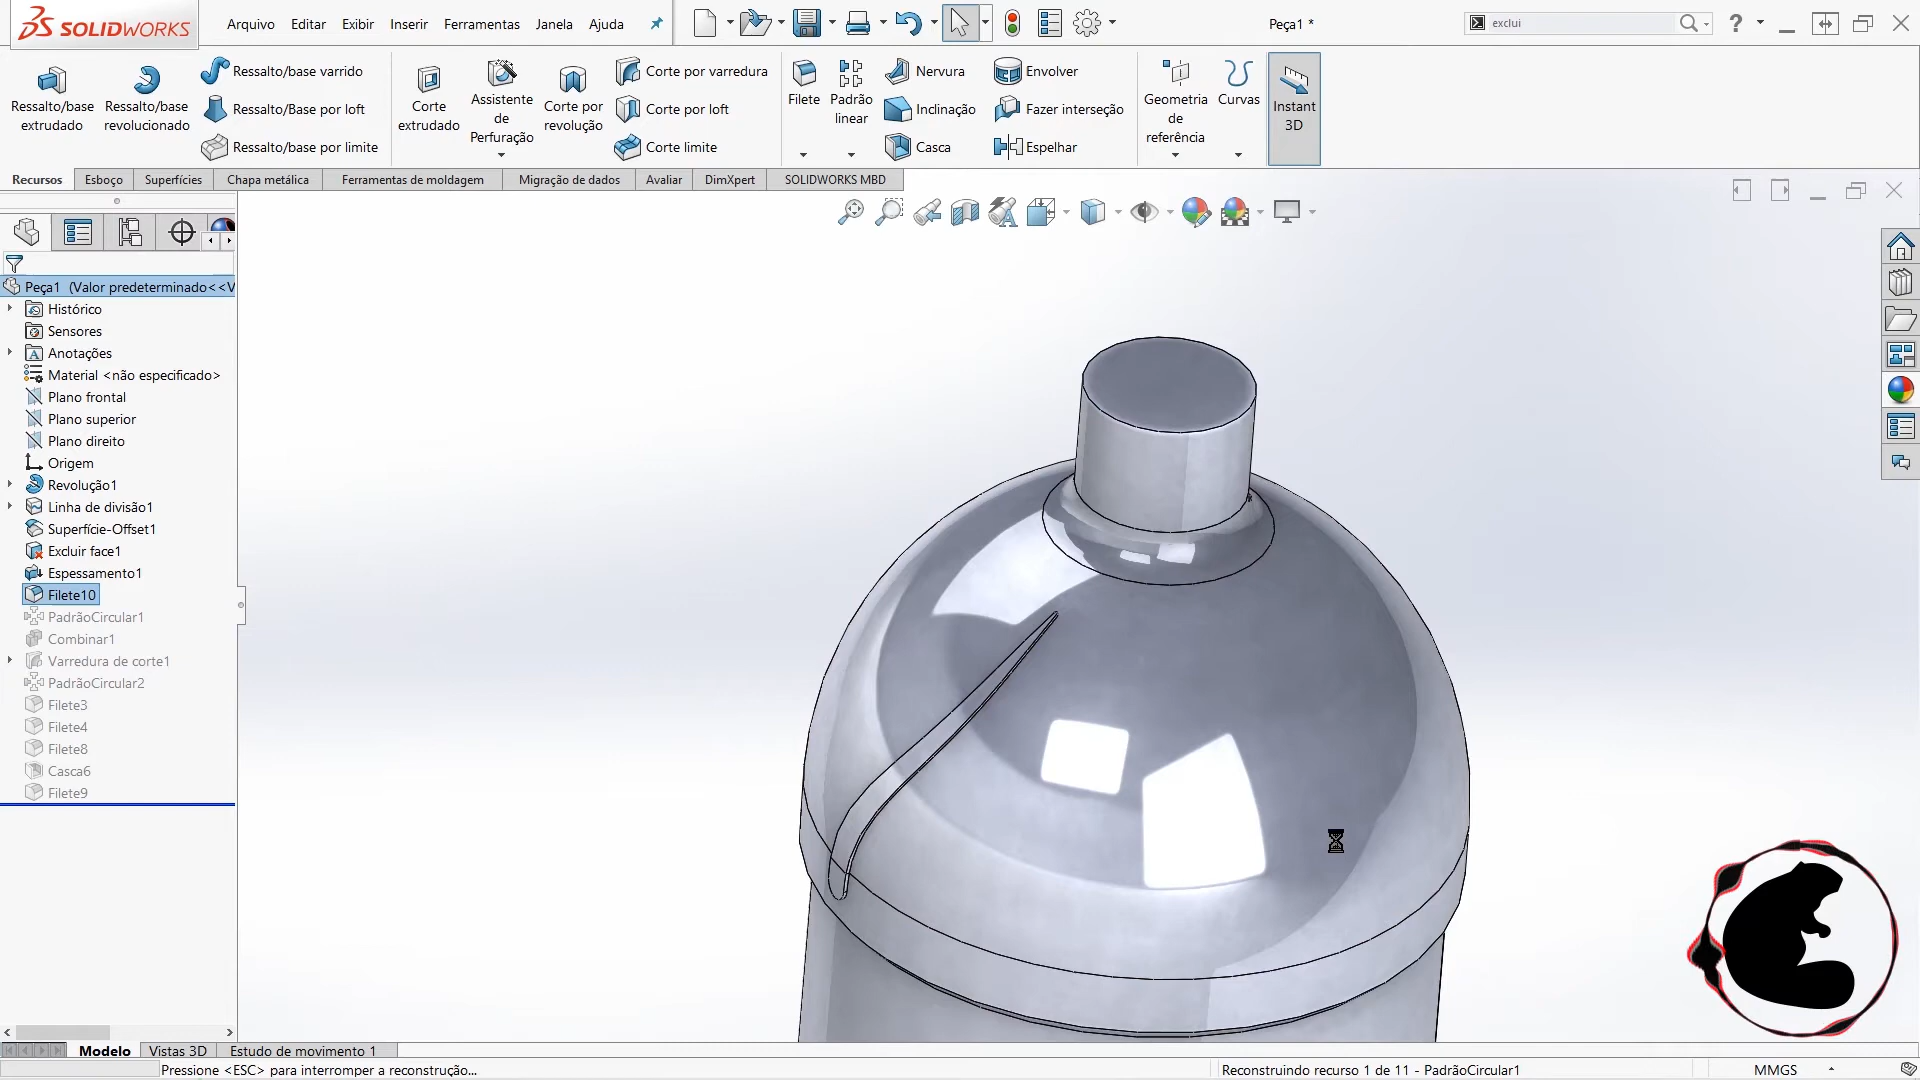 SOLIDWORKS
Arquivo Editar Exibir Inserir Ferramentas Janela Ajuda
Peça1 *
exclui
?
Ressalto/base extrudado
Ressalto/base revolucionado
Ressalto/base varrido
Ressalto/Base por loft
Ressalto/base por limite
Corte extrudado
Assistente de Perfuração
Corte por revolução
Corte por varredura
Corte por loft
Corte limite
Filete
Padrão linear
Nervura
Inclinação
Casca
Envolver
Fazer interseção
Espelhar
Geometria de referência
Curvas
Instant 3D
Recursos Esboço Superfícies Chapa metálica Ferramentas de moldagem Migração de dados Avaliar DimXpert SOLIDWORKS MBD
Peça1 (Valor predeterminado<<V
Histórico
Sensores
Anotações
Material <não especificado>
Plano frontal
Plano superior
Plano direito
Origem
Revolução1
Linha de divisão1
Superfície-Offset1
Excluir face1
Espessamento1
Filete10
PadrãoCircular1
Combinar1
Varredura de corte1
PadrãoCircular2
Filete3
Filete4
Filete8
Casca6
Filete9
Modelo Vistas 3D Estudo de movimento 1
Pressione <ESC> para interromper a reconstrução...
Reconstruindo recurso 1 de 11 - PadrãoCircular1
MMGS